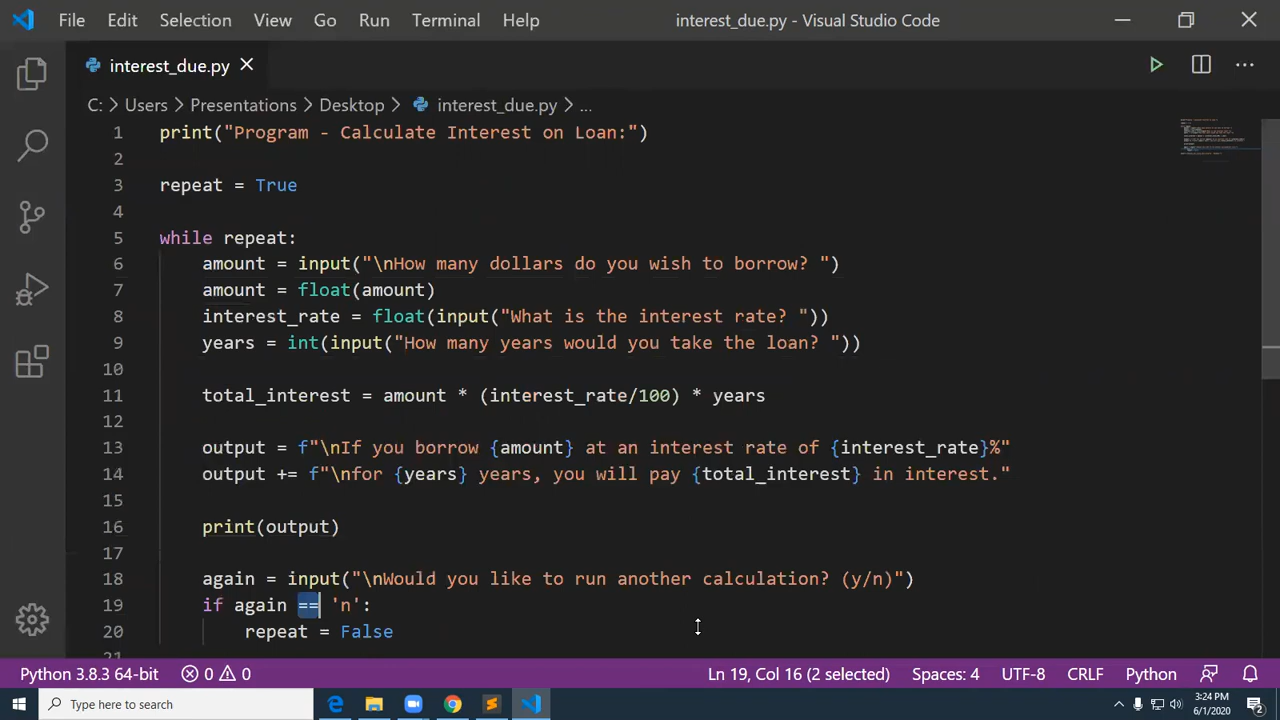 File Edit Selection View Go Run Terminal Help interest_due.py - Visual Studio Code
interest_due.py
C: > Users > Presentations > Desktop > interest_due.py > ...
1 print("Program - Calculate Interest on Loan:")
2
3 repeat = True
4
5 while repeat:
6 amount = input("\nHow many dollars do you wish to borrow? ")
7 amount = float(amount)
8 interest_rate = float(input("What is the interest rate? "))
9 years = int(input("How many years would you take the loan? "))
10
11 total_interest = amount * (interest_rate/100) * years
12
13 output = f"\nIf you borrow {amount} at an interest rate of {interest_rate}%"
14 output += f"\nfor {years} years, you will pay {total_interest} in interest."
15
16 print(output)
17
18 again = input("\nWould you like to run another calculation? (y/n)")
19 if again == 'n':
20 repeat = False
Python 3.8.3 64-bit 0 0 Ln 19, Col 16 (2 selected) Spaces: 4 UTF-8 CRLF Python
Type here to search
3:24 PM
6/1/2020
2